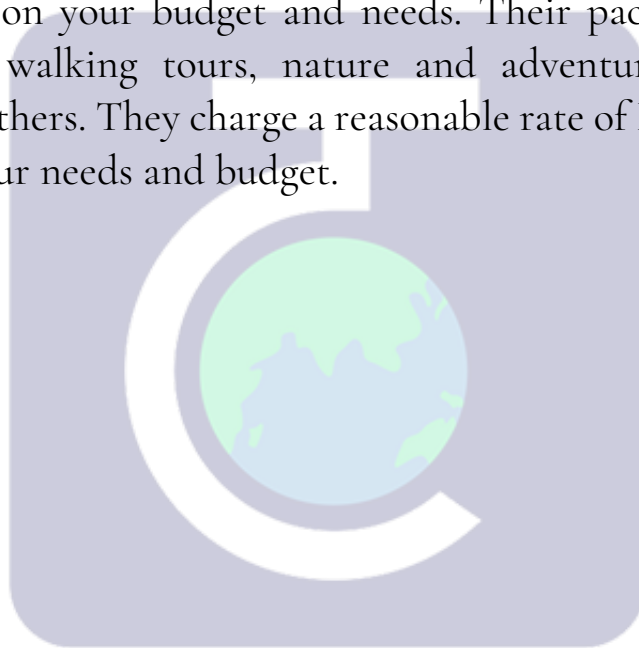 on your budget and needs. Their
walking tours, nature and
They charge a reasonable rate of
needs and budget.